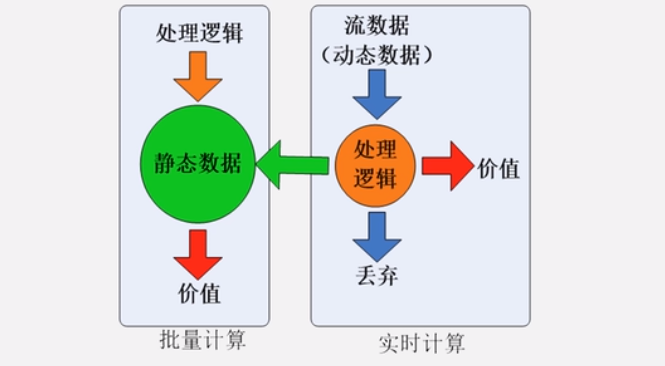 处理逻辑
静态数据
价值
批量计算
流数据
（动态数据）
处理
逻辑
价值
丢弃
实时计算